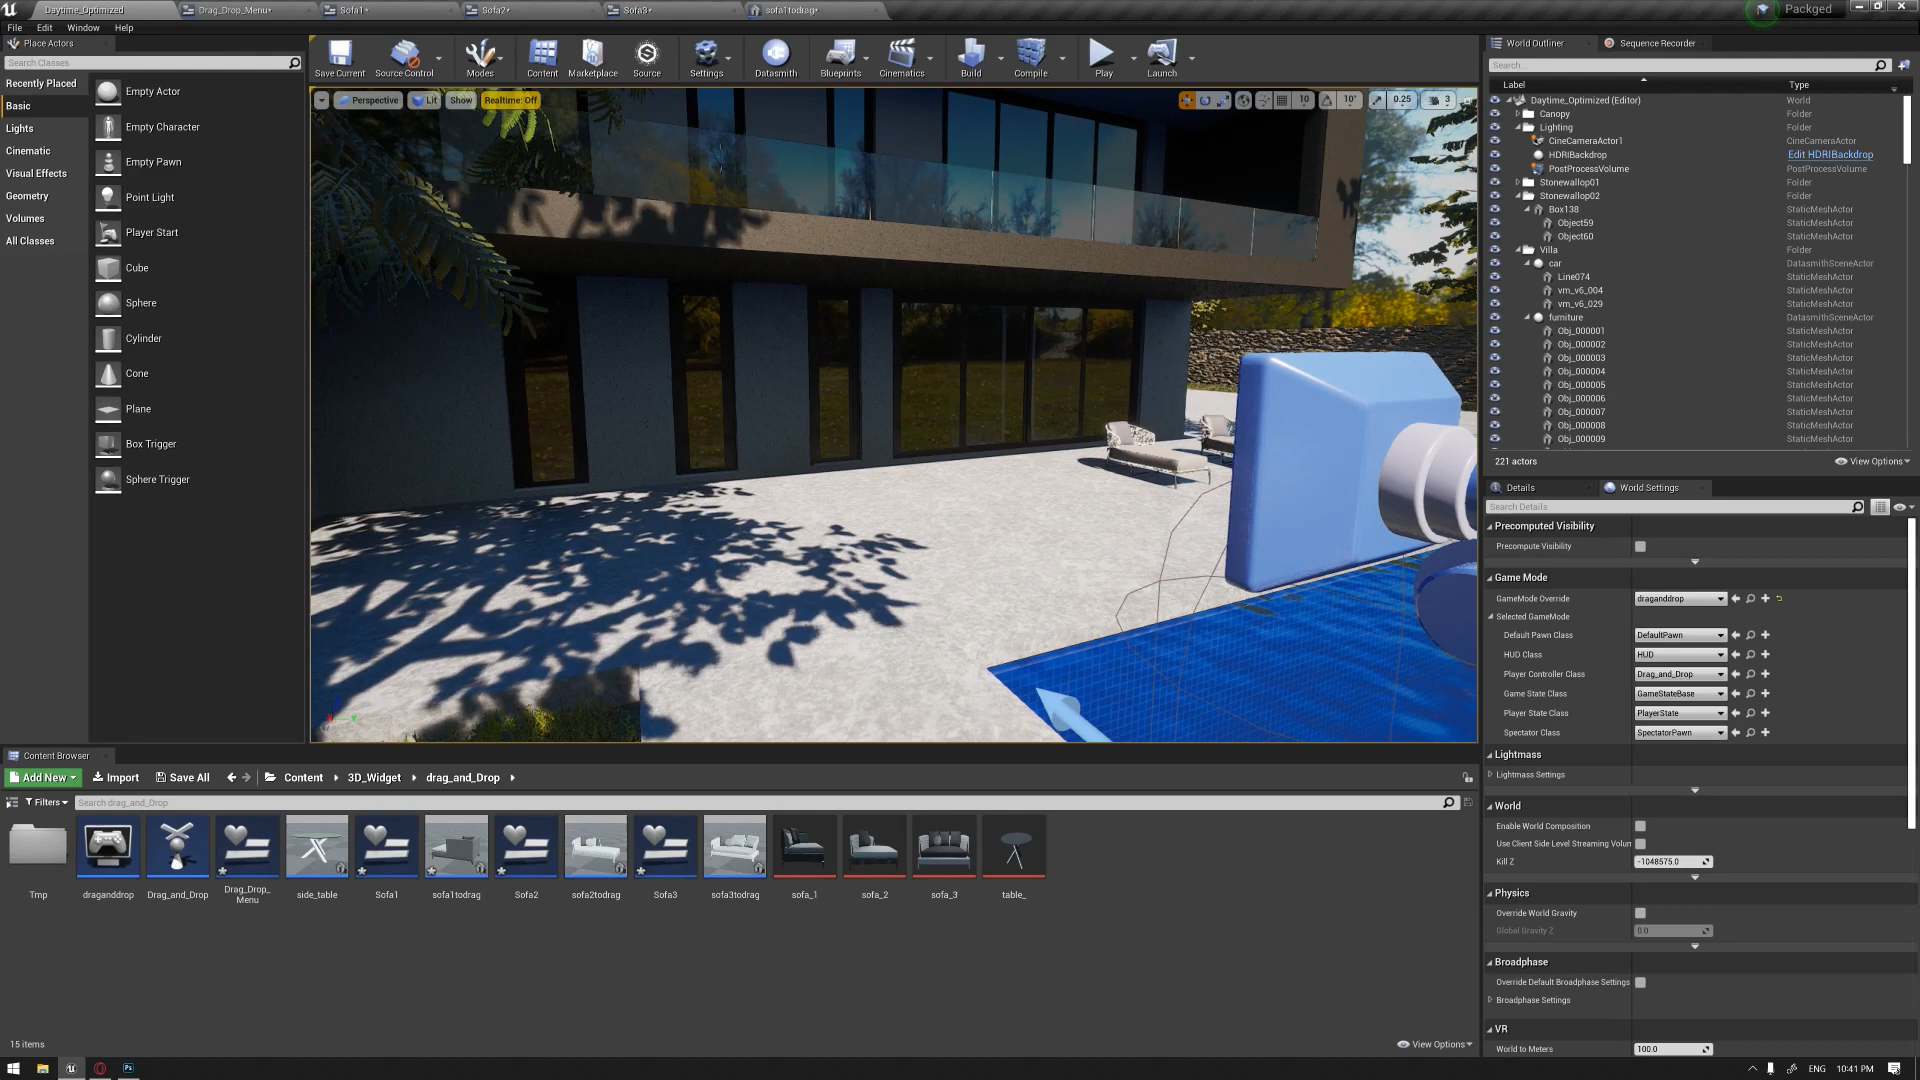 Daytime_Optimized
Drag_Drop_Menu*
Sofa1*
Sofa2*
Sofa3*
sofa1todrag*
Packged
File
Edit
Window
Help
Place Actors
Search Classes
Recently Placed
Basic
Lights
Cinematic
Visual Effects
Geometry
Volumes
All Classes
Empty Actor
Empty Character
Empty Pawn
Point Light
Player Start
Cube
Sphere
Cylinder
Cone
Plane
Box Trigger
Sphere Trigger
Save Current
Source Control
Modes
Content
Marketplace
Source
Settings
Datasmith
Blueprints
Cinematics
Build
Compile
Play
Launch
Perspective
Lit
Show
Realtime: Off
10
10°
0.25
3
World Outliner
Sequence Recorder
Search...
Label
Type
Daytime_Optimized (Editor)
World
Canopy
Folder
Lighting
Folder
CineCameraActor1
CineCameraActor
HDRIBackdrop
Edit HDRIBackdrop
PostProcessVolume
PostProcessVolume
Stonewallop01
Folder
Stonewallop02
Folder
Box138
StaticMeshActor
Object59
StaticMeshActor
Object60
StaticMeshActor
Villa
Folder
car
DatasmithSceneActor
Line074
StaticMeshActor
vm_v6_004
StaticMeshActor
vm_v6_029
StaticMeshActor
furniture
DatasmithSceneActor
Obj_000001
StaticMeshActor
Obj_000002
StaticMeshActor
Obj_000003
StaticMeshActor
Obj_000004
StaticMeshActor
Obj_000005
StaticMeshActor
Obj_000006
StaticMeshActor
Obj_000007
StaticMeshActor
Obj_000008
StaticMeshActor
Obj_000009
StaticMeshActor
221 actors
View Options
Details
World Settings
Search Details
Precomputed Visibility
Precompute Visibility
Game Mode
GameMode Override
draganddrop
Selected GameMode
Default Pawn Class
DefaultPawn
HUD Class
HUD
Player Controller Class
Drag_and_Drop
Game State Class
GameStateBase
Player State Class
PlayerState
Spectator Class
SpectatorPawn
Lightmass
Lightmass Settings
World
Enable World Composition
Use Client Side Level Streaming Volum
Kill Z
-1048575.0
Physics
Override World Gravity
Global Gravity Z
0.0
Broadphase
Override Default Broadphase Settings
Broadphase Settings
VR
World to Meters
100.0
Content Browser
Add New
Import
Save All
Content
3D_Widget
drag_and_Drop
Filters
Search drag_and_Drop
Tmp
draganddrop
Drag_and_Drop
Drag_Drop_
Menu
side_table
Sofa1
sofa1todrag
Sofa2
sofa2todrag
Sofa3
sofa3todrag
sofa_1
sofa_2
sofa_3
table_
15 items
View Options
ENG
10:41 PM